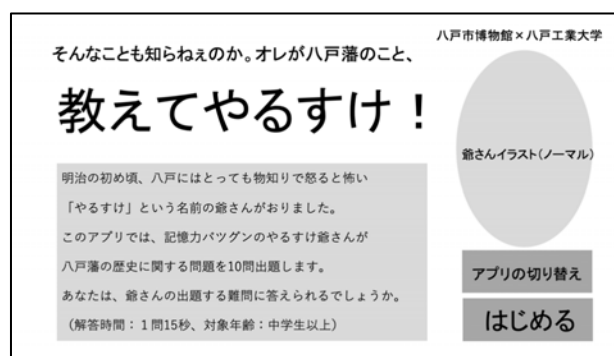 八戸市博物館×八戸工業大学
そんなことも知らねぇのか。オレが八戸藩のこと、
教えてやるすけ！
明治の初め頃、八戸にはとっても物知りで怒ると怖い
「やるすけ」という名前の爺さんがおりました。
このアプリでは、記憶力バツグンのやるすけ爺さんが
八戸藩の歴史に関する問題を10問出題します。
あなたは、爺さんの出題する難問に答えられるでしょうか。
（解答時間：１問15秒、対象年齢：中学生以上）
爺さんイラスト（ノーマル）
アプリの切り替え
はじめる